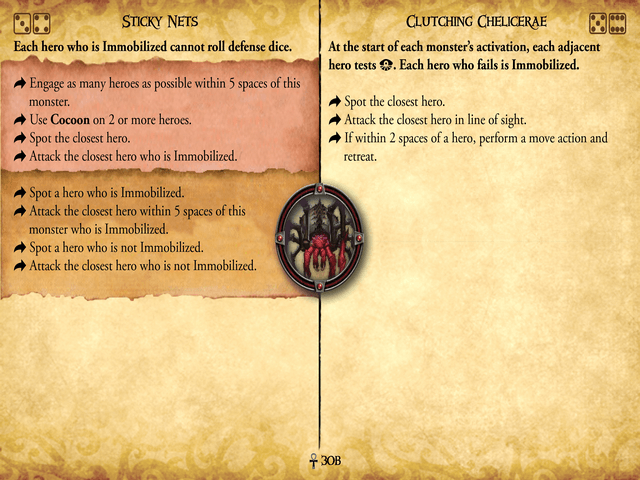 Sticky Nets
Each hero who is Immobilized cannot roll defense dice.
Engage as many heroes as possible within 5 spaces of this
monster.
Use Cocoon on 2 or more heroes.
Spot the closest hero.
Attack the closest hero who is Immobilized.
Spot a hero who is Immobilized.
Attack the closest hero within 5 spaces of this
monster who is Immobilized.
Spot a hero who is not Immobilized.
Attack the closest hero who is not Immobilized.
Clutching Chelicerae
At the start of each monster's activation, each adjacent
hero tests . Each hero who fails is Immobilized.
Spot the closest hero.
Attack the closest hero in line of sight.
If within 2 spaces of a hero, perform a move action and
retreat.
30B